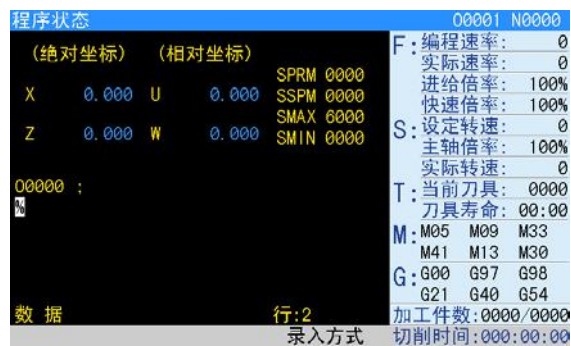 程序状态 O0001 N0000
(绝对坐标) (相对坐标)
SPRM 0000
X 0.000 U 0.000 SSPM 0000
SMAX 6000
Z 0.000 W 0.000 SMIN 0000
O0000 ;
%
数 据 行:2
录入方式
F:编程速率: 0
实际速率: 0
进给倍率: 100%
快速倍率: 100%
S:设定转速: 0
主轴倍率: 100%
实际转速: 0
T:当前刀具: 0000
刀具寿命: 00:00
M:M05 M09 M33
M41 M13 M30
G:G00 G97 G98
G21 G40 G54
加工件数:0000/0000
切削时间:000:00:00